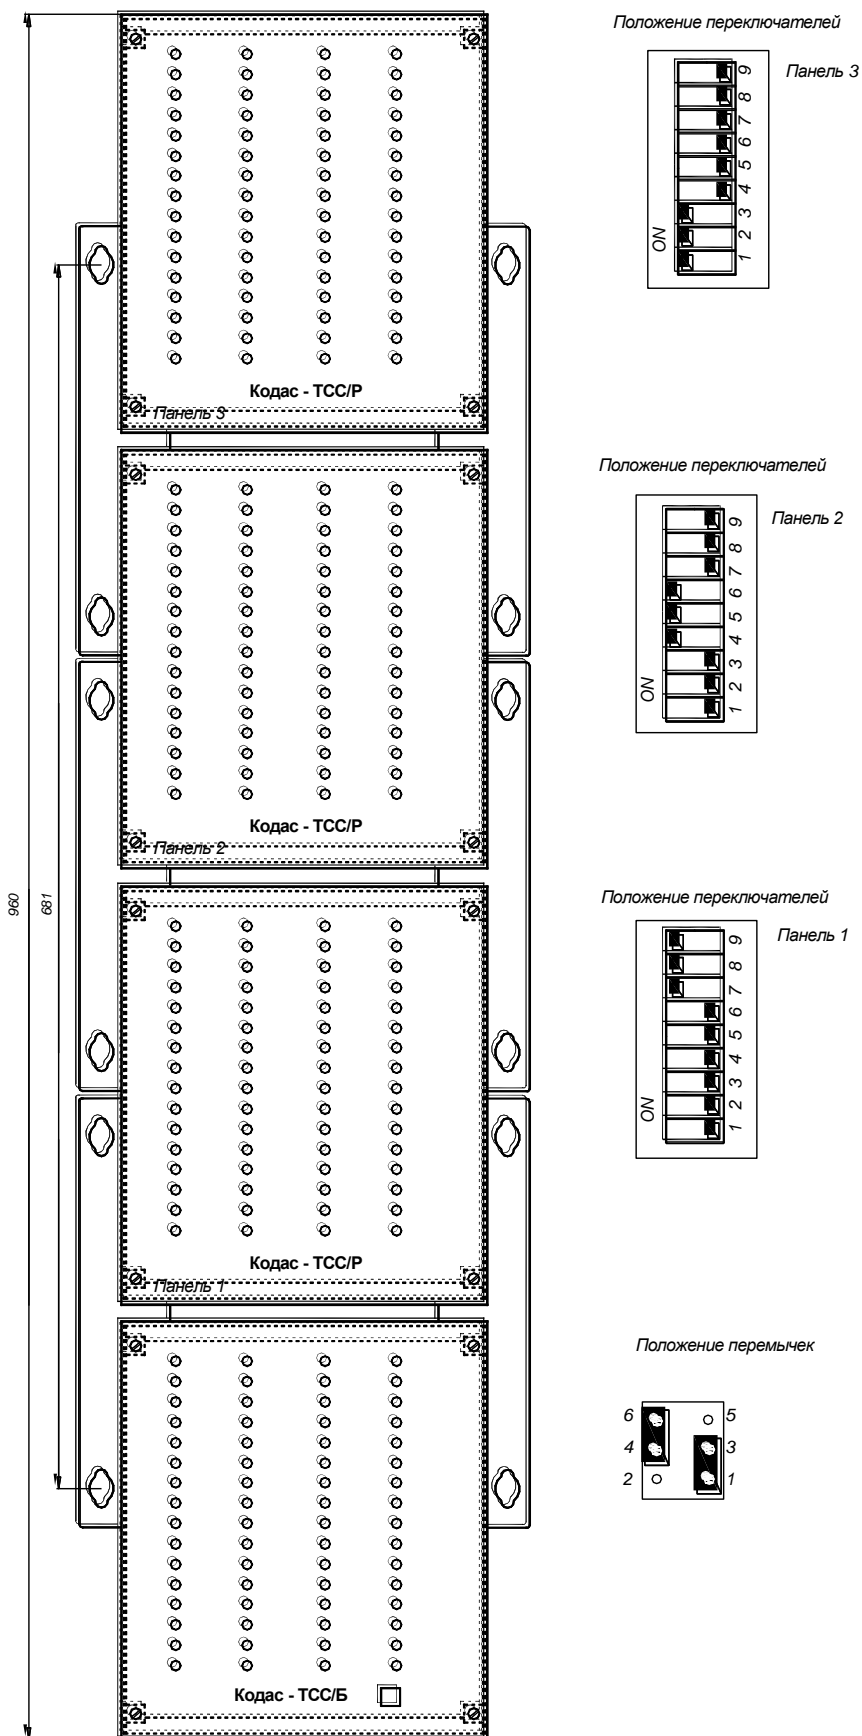 Положение переключателей
Панель 3
9
8
7
6
5
4
3
2
1
ON
Кодас - ТСС/Р
Панель 3
Положение переключателей
Панель 2
9
8
7
6
5
4
3
2
1
ON
Кодас - ТСС/Р
Панель 2
960
681
Положение переключателей
Панель 1
9
8
7
6
5
4
3
2
1
ON
Кодас - ТСС/Р
Панель 1
Положение перемычек
6 5
4 3
2 1
Кодас - ТСС/Б